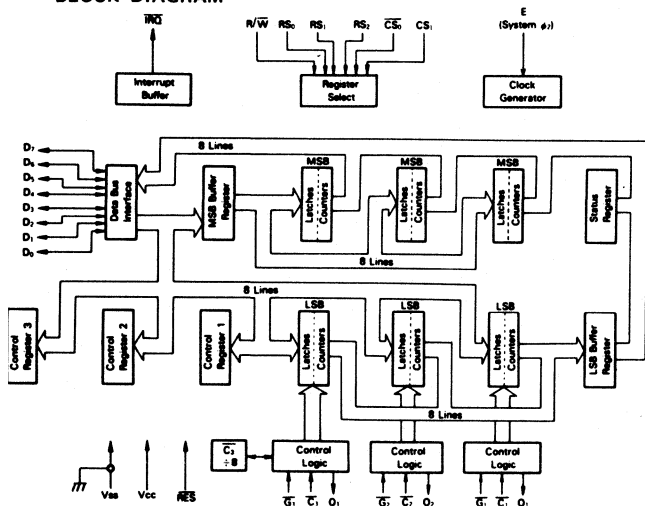 BLOCK DIAGRAM
IRQ
R/W RS0 RS1 RS2 CS0 CS1
E
(System φ2)
Interrupt
Buffer
Register
Select
Clock
Generator
D7
D6
D5
D4
D3
D2
D1
D0
Data Bus
Interface
8 Lines
MSB Buffer
Register
MSB
Latches
Counters
MSB
Latches
Counters
MSB
Latches
Counters
Status
Register
8 Lines
8 Lines
Control
Register 3
Control
Register 2
Control
Register 1
LSB
Latches
Counters
LSB
Latches
Counters
LSB
Latches
Counters
LSB Buffer
Register
8 Lines
C3
÷8
Control
Logic
Control
Logic
Control
Logic
Vss
Vcc
RES
G1 C1 O1
G2 C2 O2
G1 C1 O1